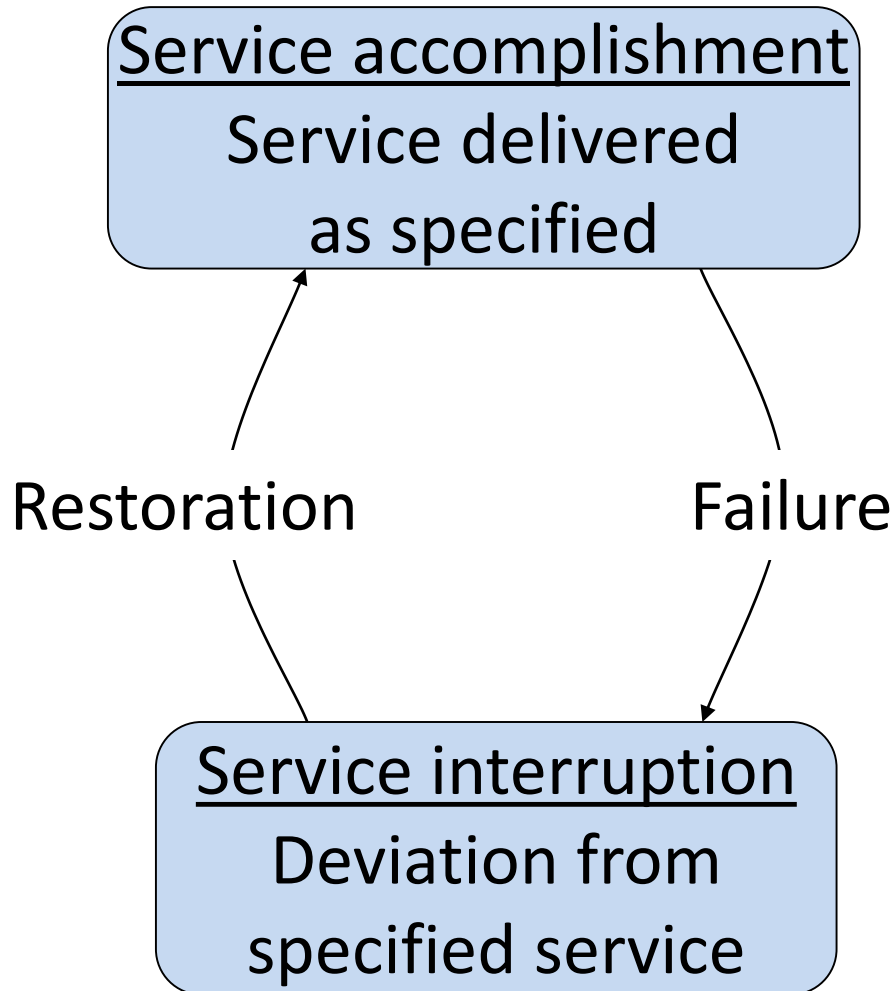 Service accomplishment
Service delivered
as specified
Restoration
Failure
Service interruption
Deviation from
specified service